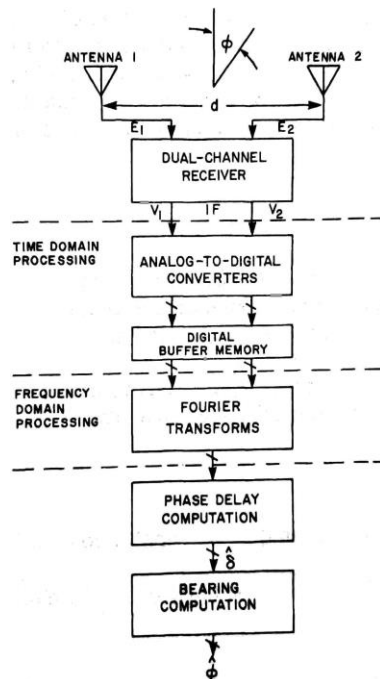 ANTENNA 1
ϕ
ANTENNA 2
d
E1
E2
DUAL-CHANNEL
RECEIVER
V1
IF
V2
TIME DOMAIN
PROCESSING
ANALOG-TO-DIGITAL
CONVERTERS
DIGITAL
BUFFER MEMORY
FREQUENCY
DOMAIN
PROCESSING
FOURIER
TRANSFORMS
PHASE DELAY
COMPUTATION
δ̂
BEARING
COMPUTATION
ϕ̂